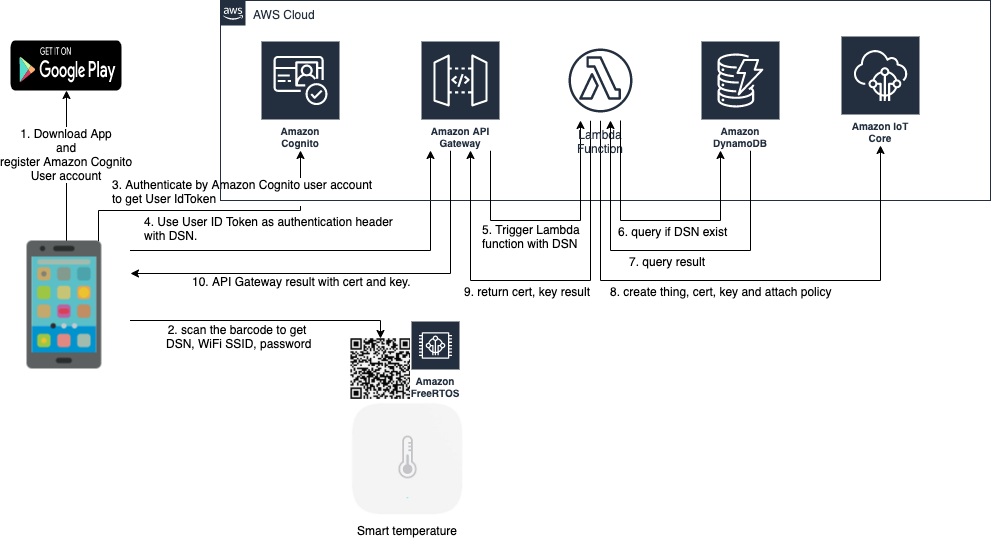 aws
AWS Cloud
GET IT ON
Google Play
Amazon
Cognito
Amazon API
Gateway
Lambda
Function
Amazon
DynamoDB
Amazon IoT
Core
1. Download App
and
register Amazon Cognito
User account
3. Authenticate by Amazon Cognito user account
to get User IdToken
4. Use User ID Token as authentication header
with DSN.
5. Trigger Lambda
function with DSN
6. query if DSN exist
7. query result
10. API Gateway result with cert and key.
9. return cert, key result
8. create thing, cert, key and attach policy
2. scan the barcode to get
DSN, WiFi SSID, password
Amazon
FreeRTOS
Smart temperature